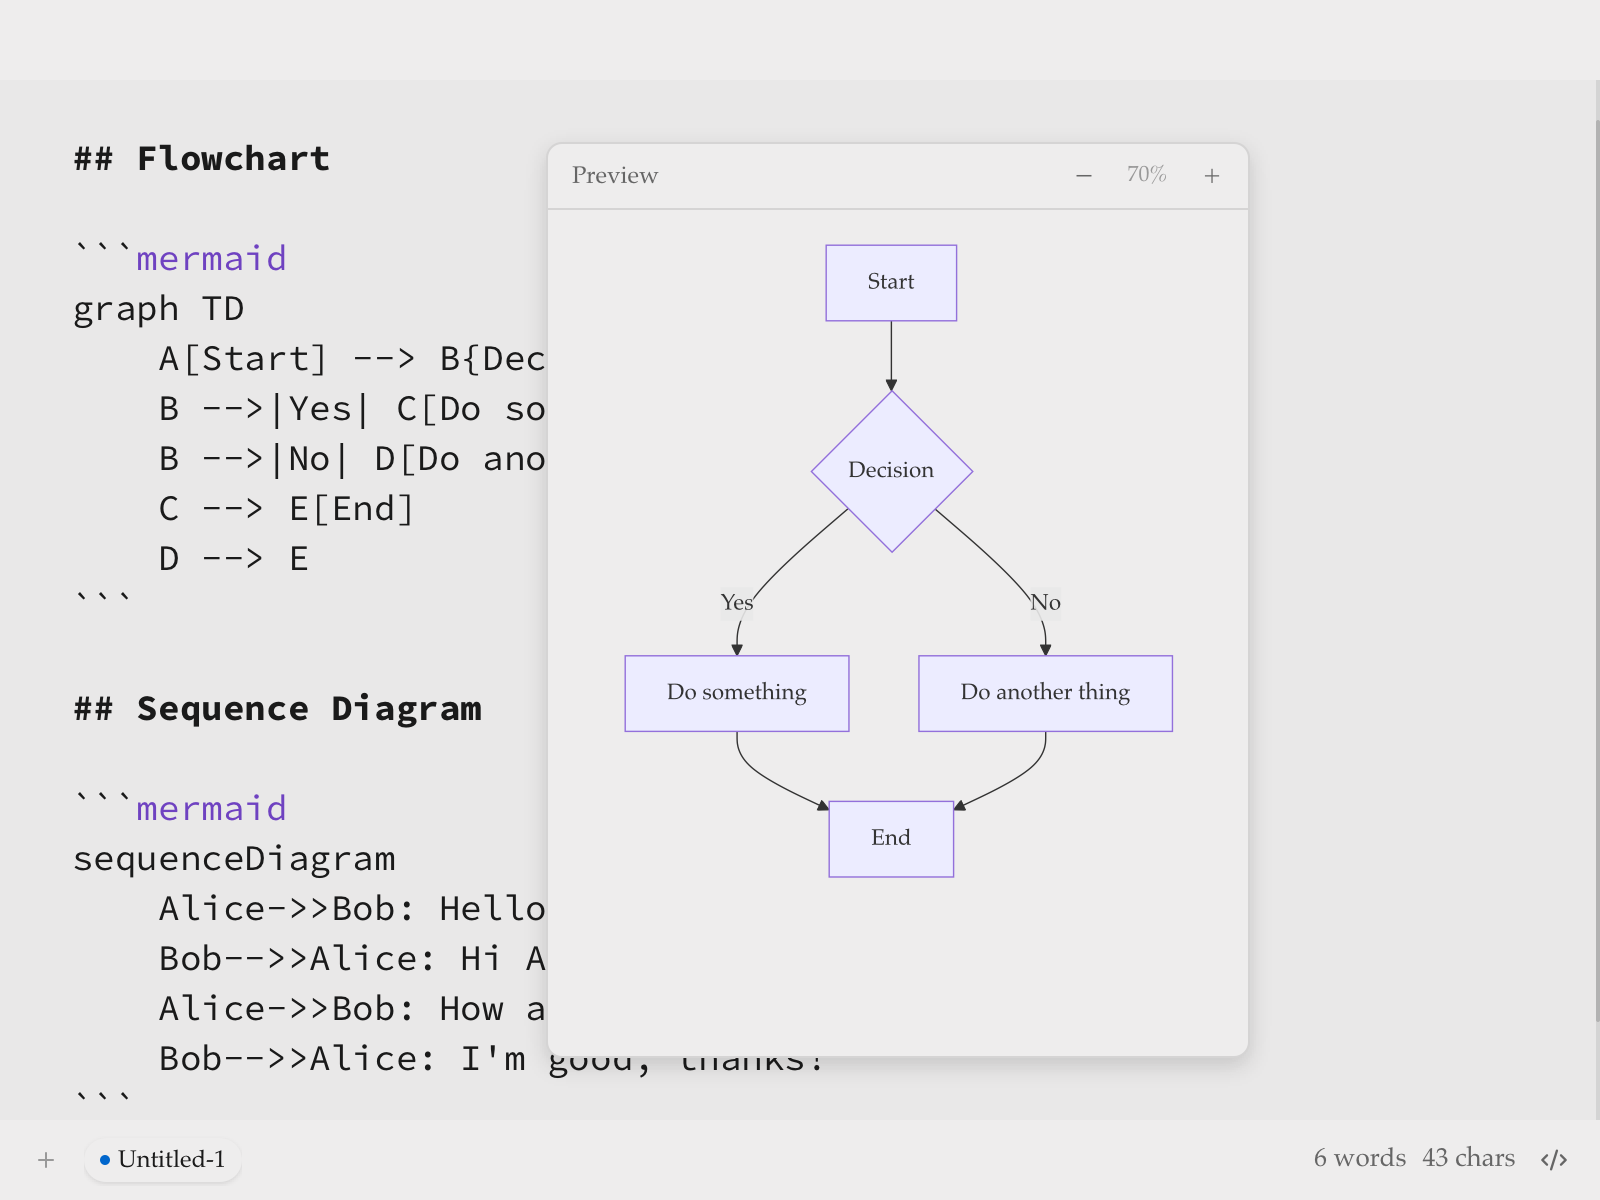 ## Flowchart
```mermaid
graph TD
A[Start] --> B{Dec
B -->|Yes| C[Do so
B -->|No| D[Do ano
C --> E[End]
D --> E
```
## Sequence Diagram
```mermaid
sequenceDiagram
Alice->>Bob: Hello
Bob-->>Alice: Hi A
Alice->>Bob: How a
Bob-->>Alice: I'm good, thanks!
```
Preview
− 70% +
Start
Decision
Yes No
Do something Do another thing
End
+ Untitled-1
6 words 43 chars </>